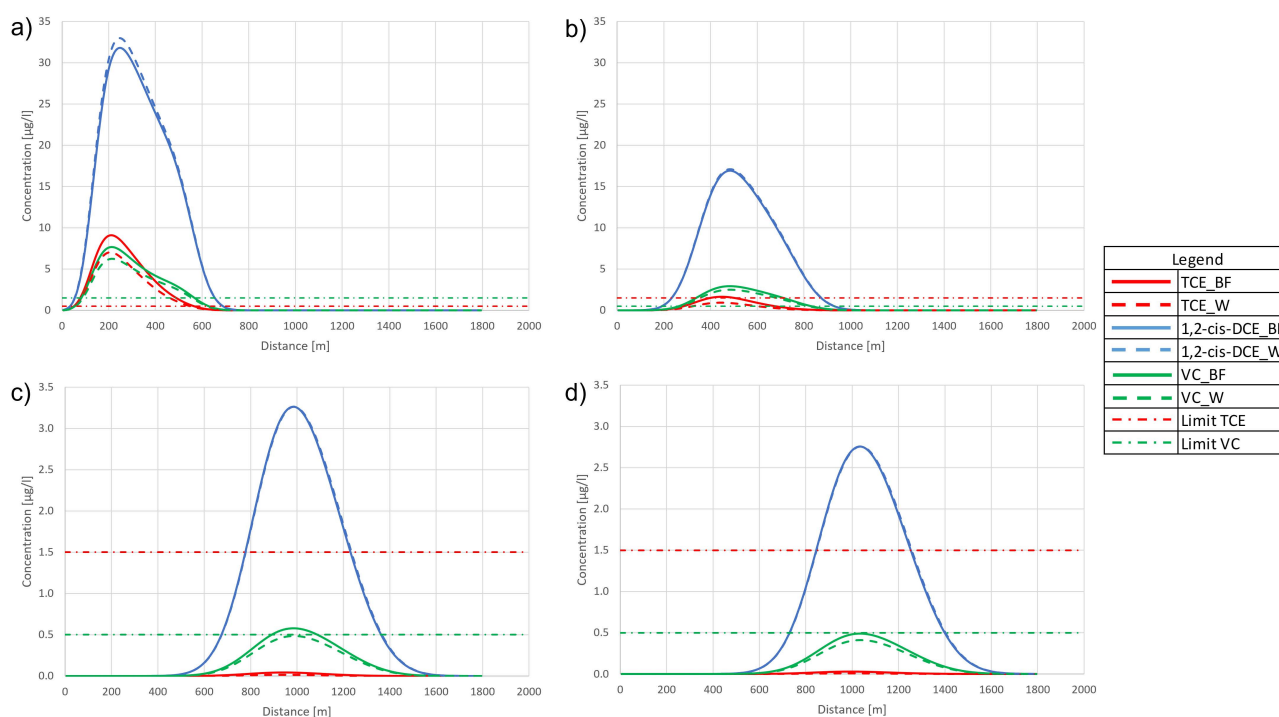 a)
35
30
25
20
15
10
5
0
Concentration [µg/l]
0 200 400 600 800 1000 1200 1400 1600 1800 2000
Distance [m]
b)
35
30
25
20
15
10
5
0
Concentration [µg/l]
0 200 400 600 800 1000 1200 1400 1600 1800 2000
Distance [m]
Legend
TCE_BF
TCE_W
1,2-cis-DCE_BF
1,2-cis-DCE_W
VC_BF
VC_W
Limit TCE
Limit VC
c)
3.5
3.0
2.5
2.0
1.5
1.0
0.5
0.0
Concentration [µg/l]
0 200 400 600 800 1000 1200 1400 1600 1800 2000
Distance [m]
d)
3.5
3.0
2.5
2.0
1.5
1.0
0.5
0.0
Concentration [µg/l]
0 200 400 600 800 1000 1200 1400 1600 1800 2000
Distance [m]